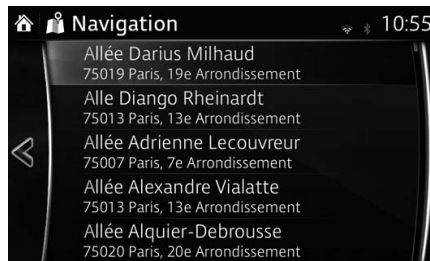 Navigation 10:55
Allée Darius Milhaud
75019 Paris, 19e Arrondissement
Alle Diango Rheinardt
75013 Paris, 13e Arrondissement
Allée Adrienne Lecouvreur
75007 Paris, 7e Arrondissement
Allée Alexandre Vialatte
75013 Paris, 13e Arrondissement
Allée Alquier-Debrousse
75020 Paris, 20e Arrondissement